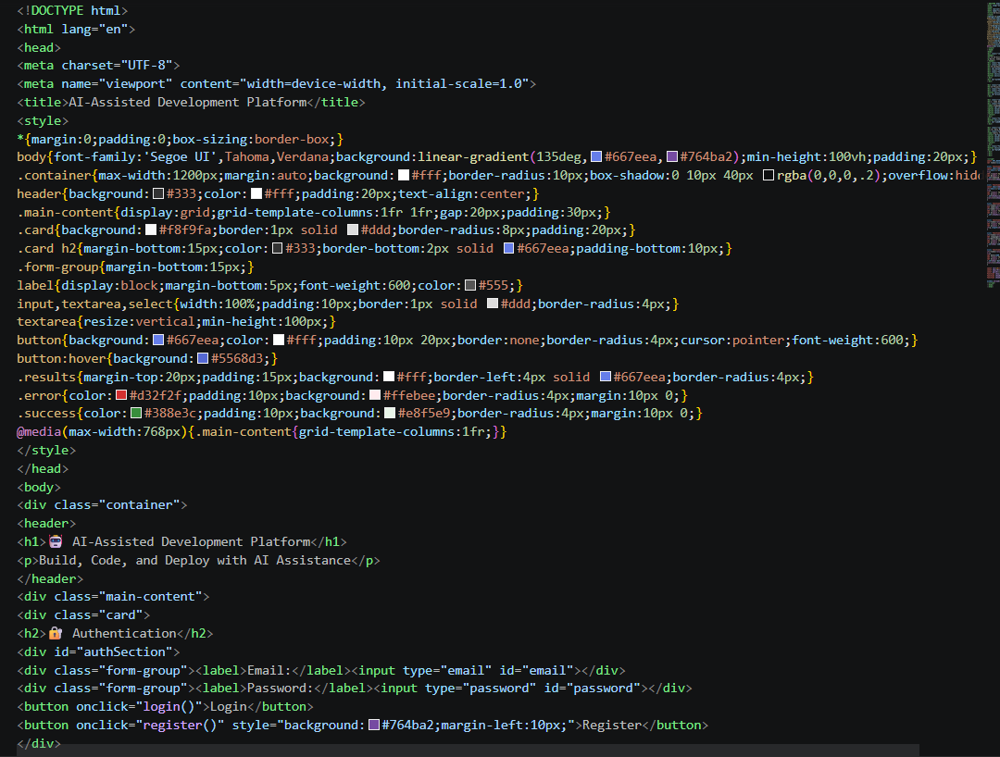 <!DOCTYPE html>
<html lang="en">
<head>
<meta charset="UTF-8">
<meta name="viewport" content="width=device-width, initial-scale=1.0">
<title>AI-Assisted Development Platform</title>
<style>
*{margin:0;padding:0;box-sizing:border-box;}
body{font-family:'Segoe UI',Tahoma,Verdana;background:linear-gradient(135deg,#667eea,#764ba2);min-height:100vh;padding:20px;}
.container{max-width:1200px;margin:auto;background:#fff;border-radius:10px;box-shadow:0 10px 40px rgba(0,0,0,.2);overflow:hidd
header{background:#333;color:#fff;padding:20px;text-align:center;}
.main-content{display:grid;grid-template-columns:1fr 1fr;gap:20px;padding:30px;}
.card{background:#f8f9fa;border:1px solid #ddd;border-radius:8px;padding:20px;}
.card h2{margin-bottom:15px;color:#333;border-bottom:2px solid #667eea;padding-bottom:10px;}
.form-group{margin-bottom:15px;}
label{display:block;margin-bottom:5px;font-weight:600;color:#555;}
input,textarea,select{width:100%;padding:10px;border:1px solid #ddd;border-radius:4px;}
textarea{resize:vertical;min-height:100px;}
button{background:#667eea;color:#fff;padding:10px 20px;border:none;border-radius:4px;cursor:pointer;font-weight:600;}
button:hover{background:#5568d3;}
.results{margin-top:20px;padding:15px;background:#fff;border-left:4px solid #667eea;border-radius:4px;}
.error{color:#d32f2f;padding:10px;background:#ffebee;border-radius:4px;margin:10px 0;}
.success{color:#388e3c;padding:10px;background:#e8f5e9;border-radius:4px;margin:10px 0;}
@media(max-width:768px){.main-content{grid-template-columns:1fr;}}
</style>
</head>
<body>
<div class="container">
<header>
<h1>🤖 AI-Assisted Development Platform</h1>
<p>Build, Code, and Deploy with AI Assistance</p>
</header>
<div class="main-content">
<div class="card">
<h2>🔐 Authentication</h2>
<div id="authSection">
<div class="form-group"><label>Email:</label><input type="email" id="email"></div>
<div class="form-group"><label>Password:</label><input type="password" id="password"></div>
<button onclick="login()">Login</button>
<button onclick="register()" style="background:#764ba2;margin-left:10px;">Register</button>
</div>